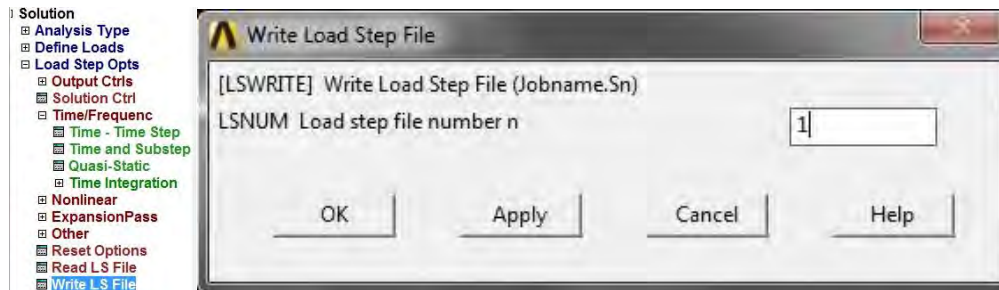 Solution
Analysis Type
Define Loads
Load Step Opts
Output Ctrls
Solution Ctrl
Time/Frequenc
Time - Time Step
Time and Substep
Quasi-Static
Time Integration
Nonlinear
ExpansionPass
Other
Reset Options
Read LS File
Write LS File
Write Load Step File
[LSWRITE] Write Load Step File (Jobname.Sn)
LSNUM Load step file number n 1
OK Apply Cancel Help